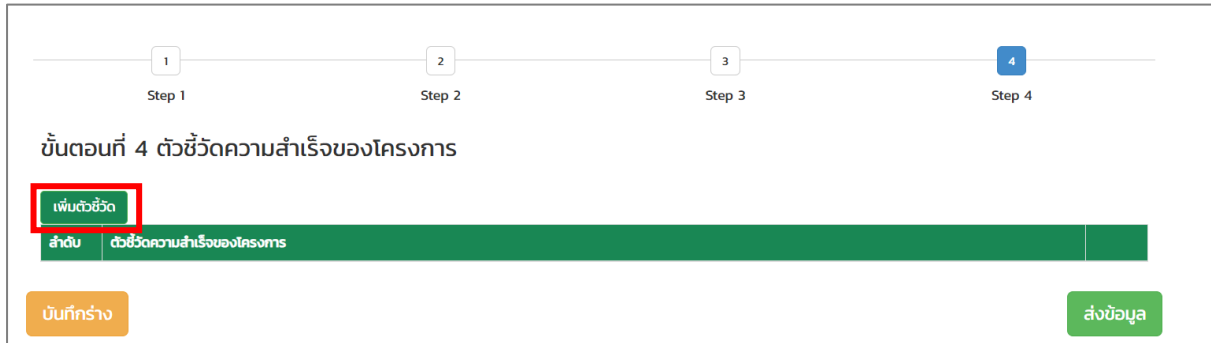 1 2 3 4
Step 1 Step 2 Step 3 Step 4
ขั้นตอนที่ 4 ตัวชี้วัดความสำเร็จของโครงการ
เพิ่มตัวชี้วัด
ลำดับ ตัวชี้วัดความสำเร็จของโครงการ
บันทึกร่าง ส่งข้อมูล